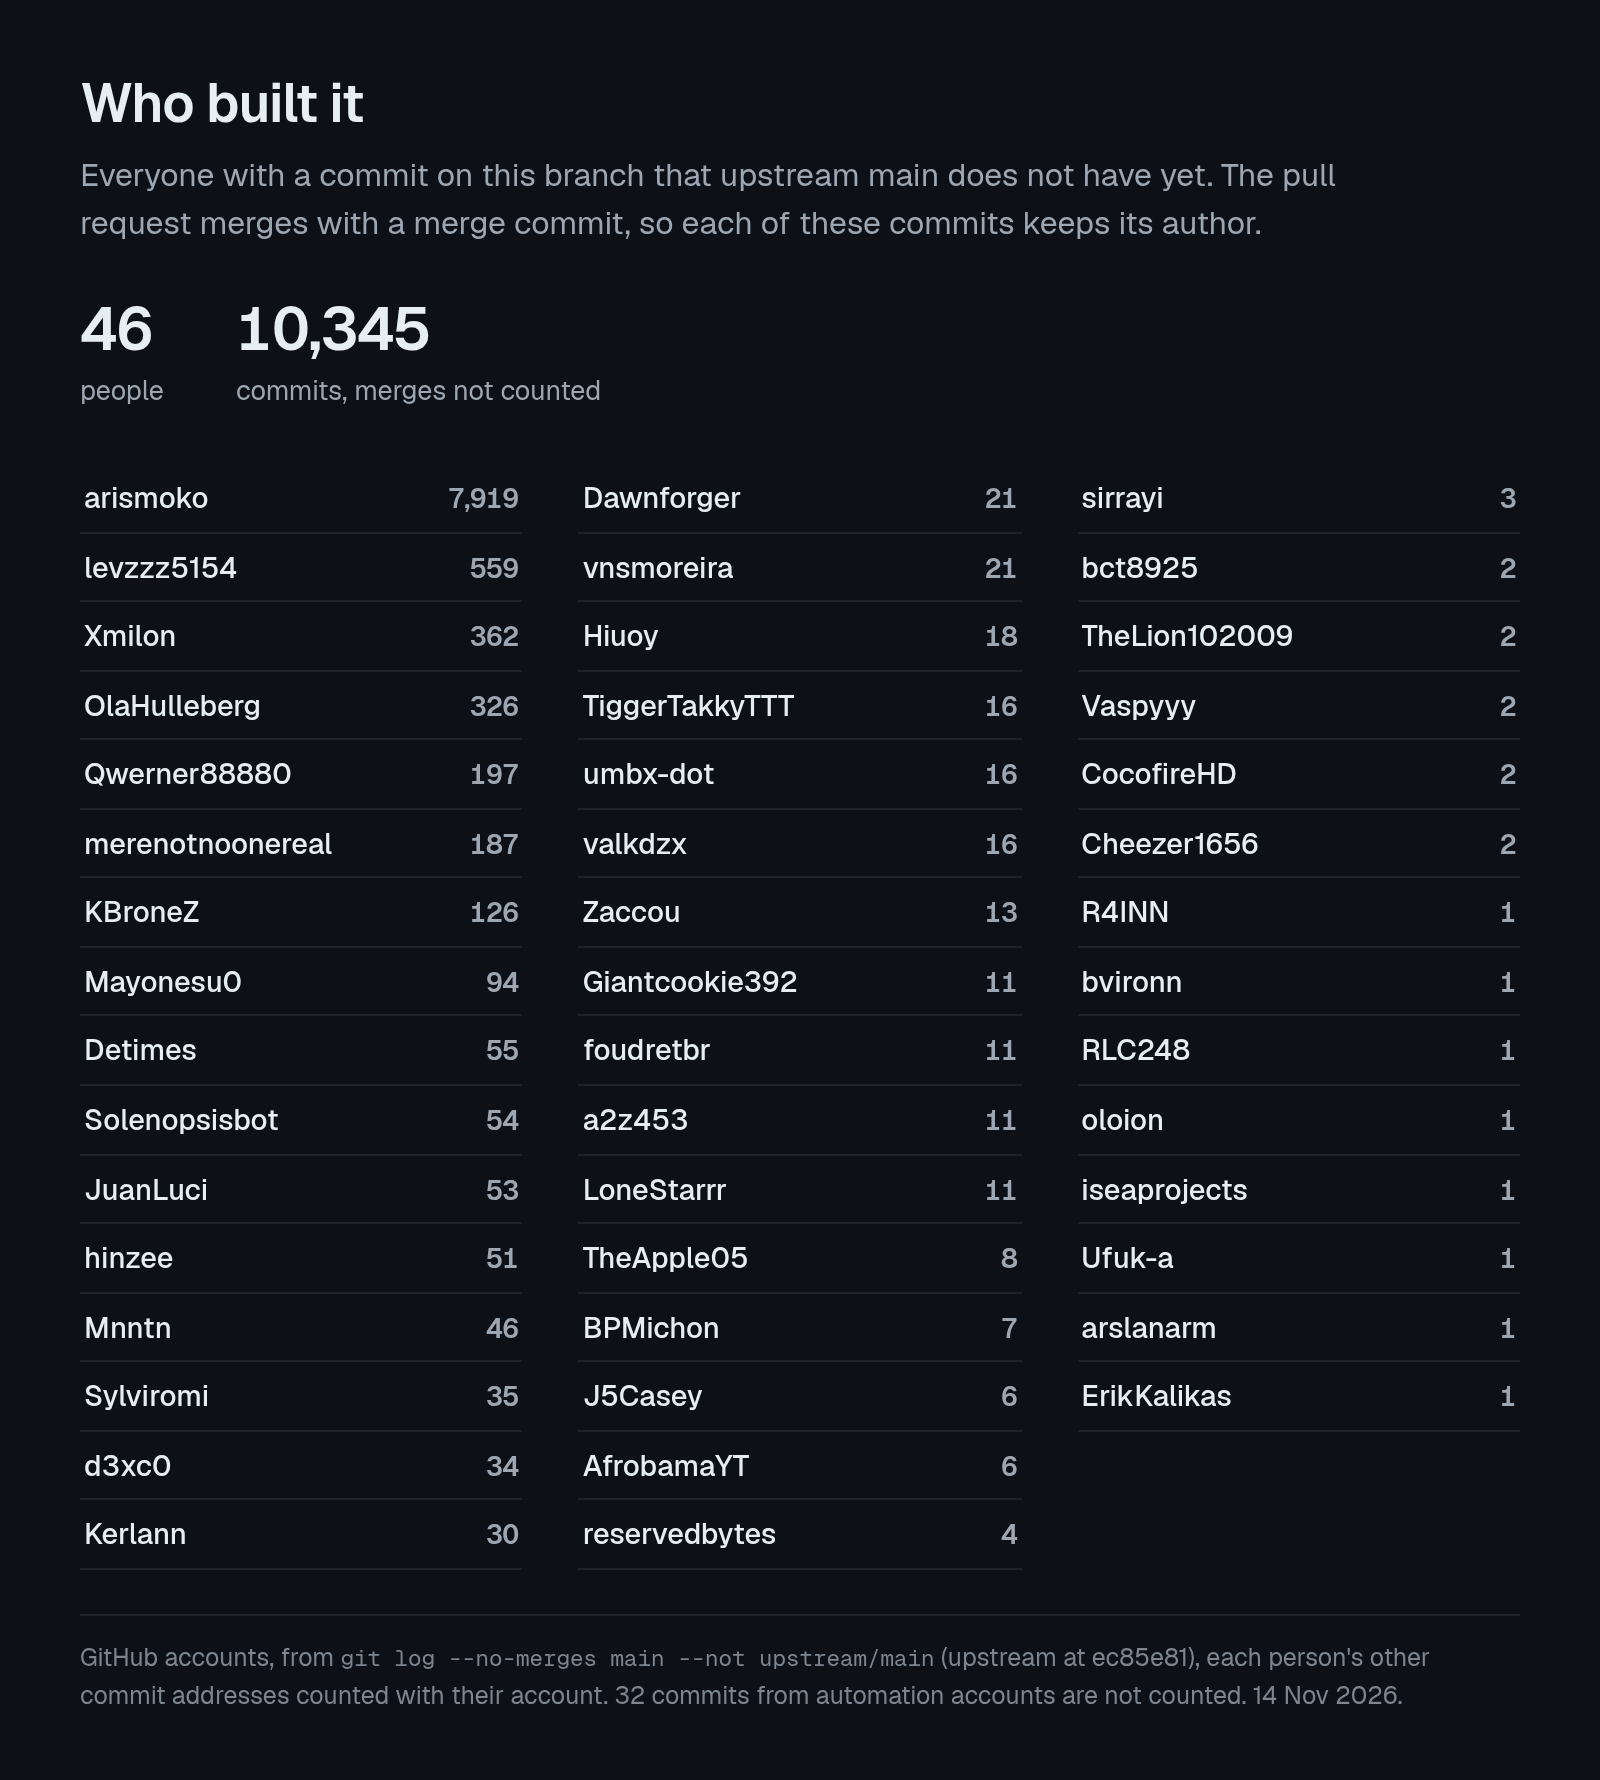 Who built it
Everyone with a commit on this branch that upstream main does not have yet. The pull
request merges with a merge commit, so each of these commits keeps its author.
46
people
10,345
commits, merges not counted
arismoko 7,919
levzzz5154 559
Xmilon 362
OlaHulleberg 326
Qwerner88880 197
merenotnoonereal 187
KBroneZ 126
Mayonesu0 94
Detimes 55
Solenopsisbot 54
JuanLuci 53
hinzee 51
Mnntn 46
Sylviromi 35
d3xc0 34
Kerlann 30
Dawnforger 21
vnsmoreira 21
Hiuoy 18
TiggerTakkyTTT 16
umbx-dot 16
valkdzx 16
Zaccou 13
Giantcookie392 11
foudretbr 11
a2z453 11
LoneStarrr 11
TheApple05 8
BPMichon 7
J5Casey 6
AfrobamaYT 6
reservedbytes 4
sirrayi 3
bct8925 2
TheLion102009 2
Vaspyyy 2
CocofireHD 2
Cheezer1656 2
R4INN 1
bvironn 1
RLC248 1
oloion 1
iseaprojects 1
Ufuk-a 1
arslanarm 1
ErikKalikas 1
GitHub accounts, from git log --no-merges main --not upstream/main (upstream at ec85e81), each person's other
commit addresses counted with their account. 32 commits from automation accounts are not counted. 14 Nov 2026.